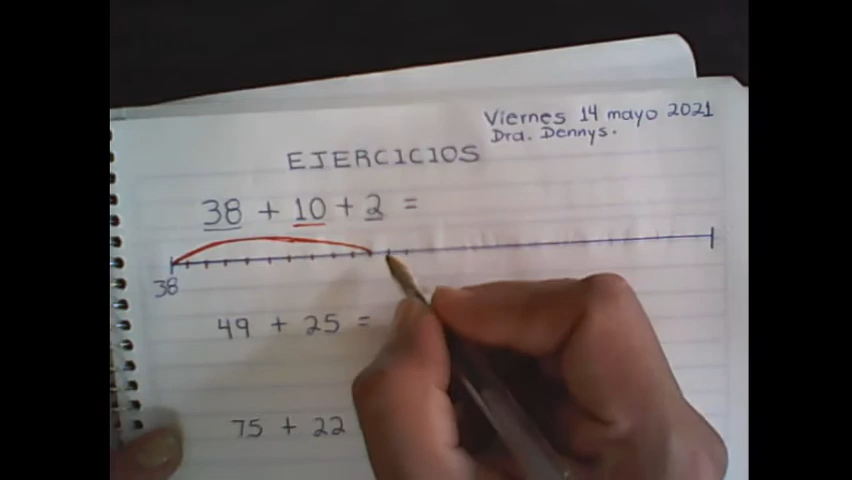 Viernes 14 mayo 2021
Dra. Dennys.
EJERCICIOS
38 + 10 + 2 =
38
49 + 25 =
75 + 22